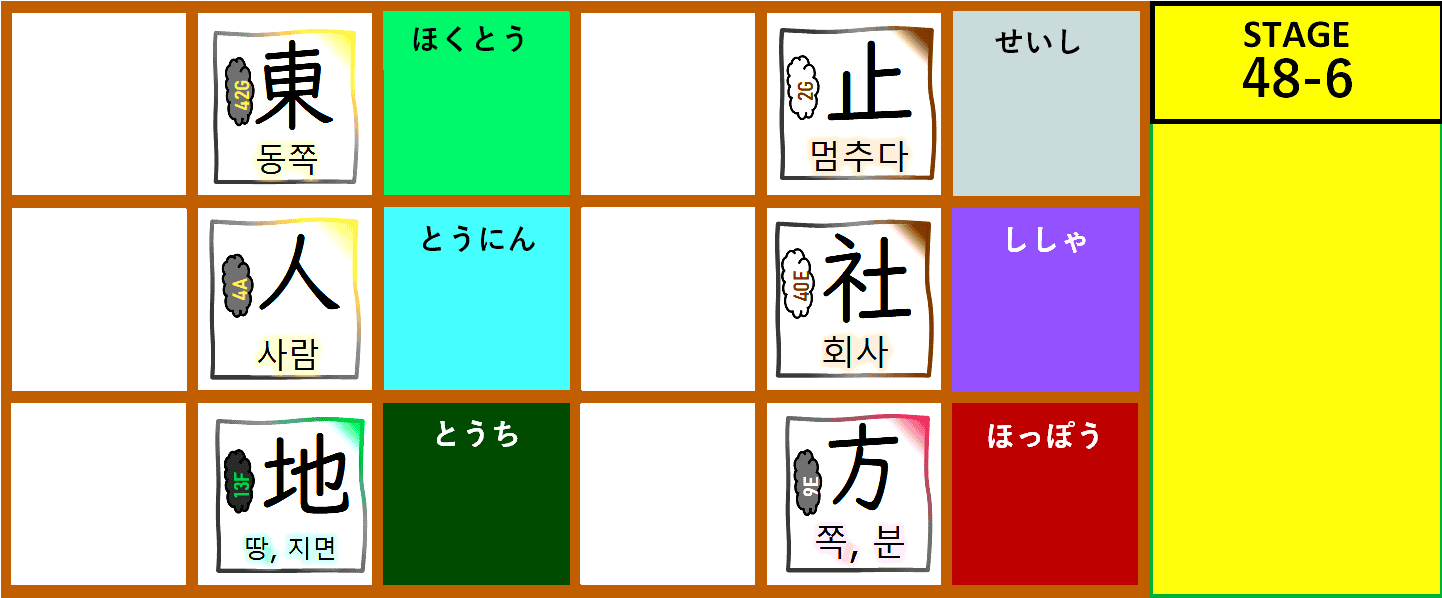 東
42G
동쪽
ほくとう
止
2G
멈추다
せいし
STAGE
48-6
人
4A
사람
とうにん
社
40E
회사
ししゃ
地
13F
땅, 지면
とうち
方
9E
쪽, 분
ほっぽう